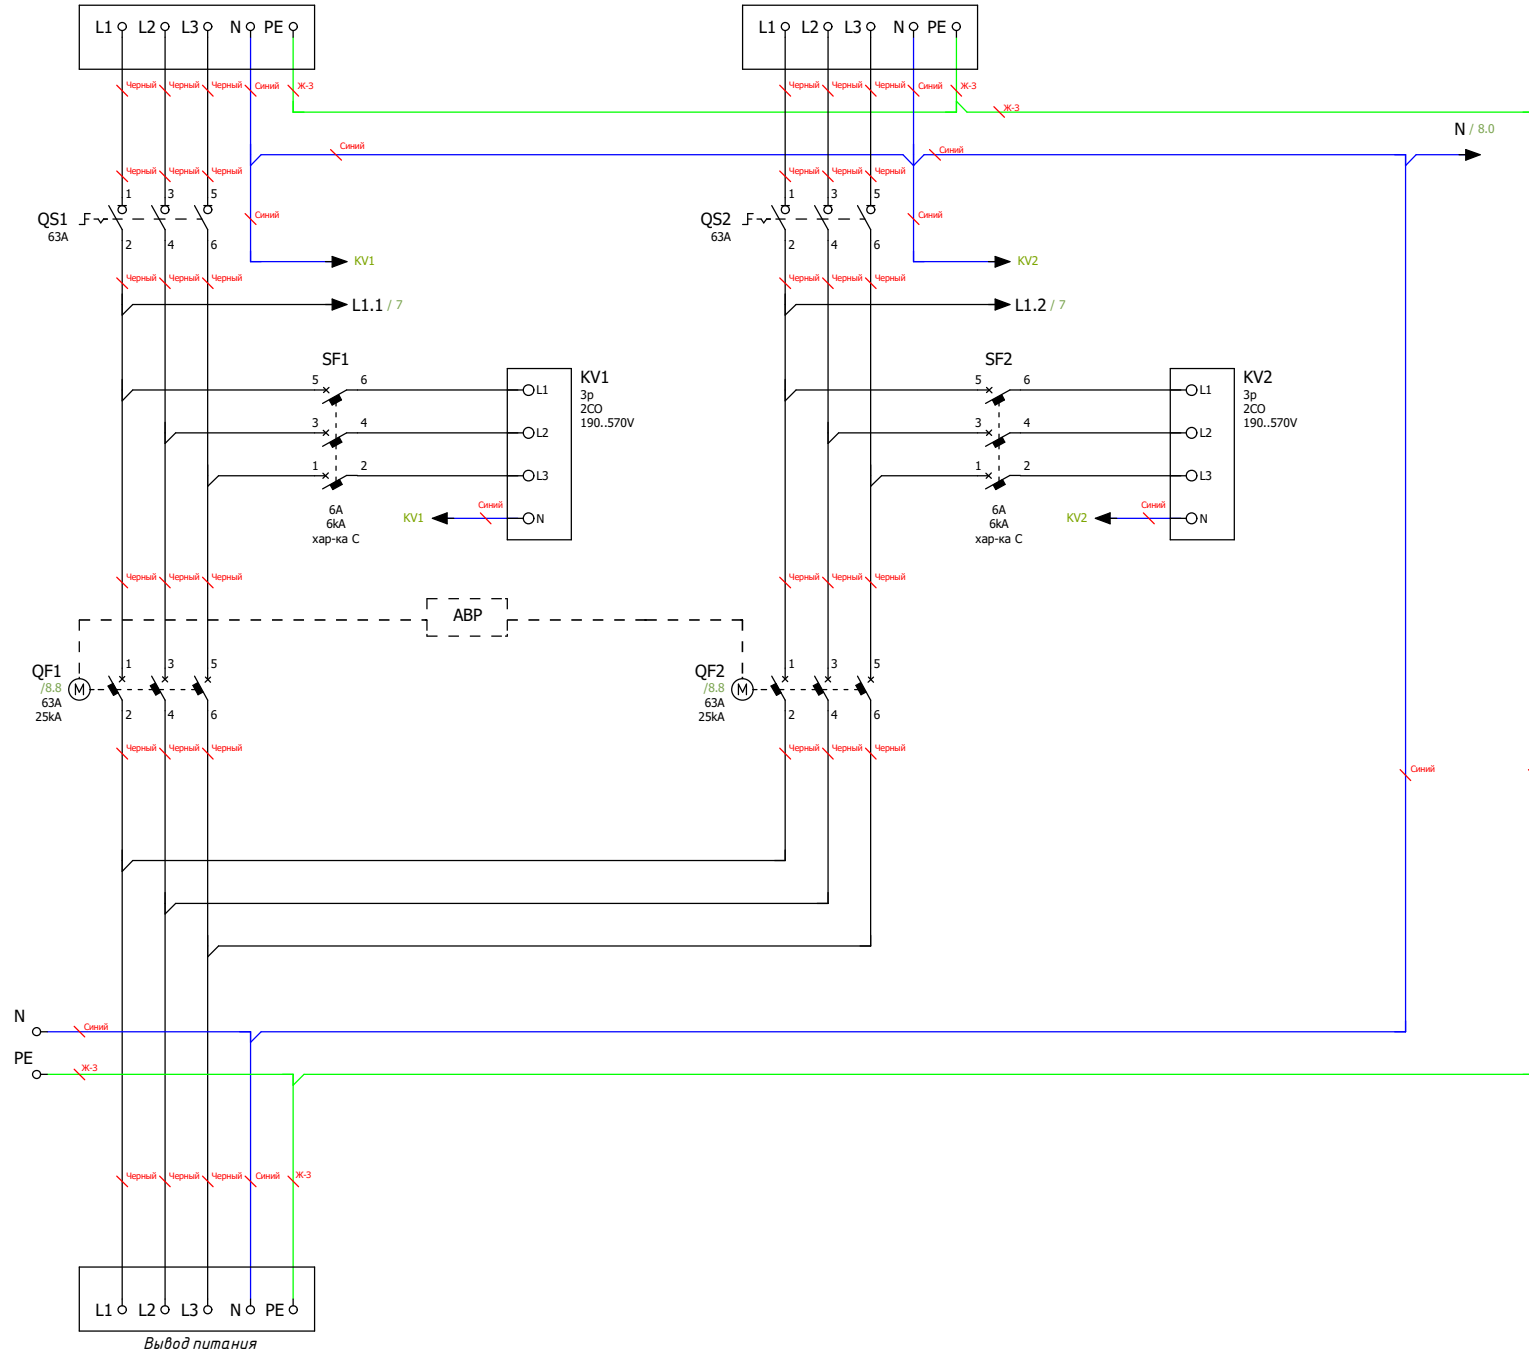 L1 L2 L3 N PE L1 L2 L3 N PE
Черный Черный Черный Синий Ж-З Черный Черный Черный Синий Ж-З
Ж-З
N / 8.0
Синий Синий
Черный Черный Черный Черный Черный Черный
1 3 5 1 3 5
QS1 Синий QS2 Синий
63A 63A
2 4 6 2 4 6
KV1 KV2
Черный Черный Черный Черный Черный Черный
L1.1 / 7 L1.2 / 7
SF1 SF2
5 6 L1 KV1 5 6 L1 KV2
3p 3p
2CO 2CO
190..570V 190..570V
3 4 L2 3 4 L2
1 2 L3 1 2 L3
Синий Синий
KV1 N KV2 N
6A 6A
6kA 6kA
хар-ка С хар-ка С
Черный Черный Черный Черный Черный Черный
АВР
1 3 5 1 3 5
QF1 QF2
/8.8 M /8.8 M
63A 63A
25kA 25kA
2 4 6 2 4 6
Черный Черный Черный Черный Черный Черный
Синий
N
Синий
PE
Ж-З
Черный Черный Черный Синий Ж-З
L1 L2 L3 N PE
Вывод питания